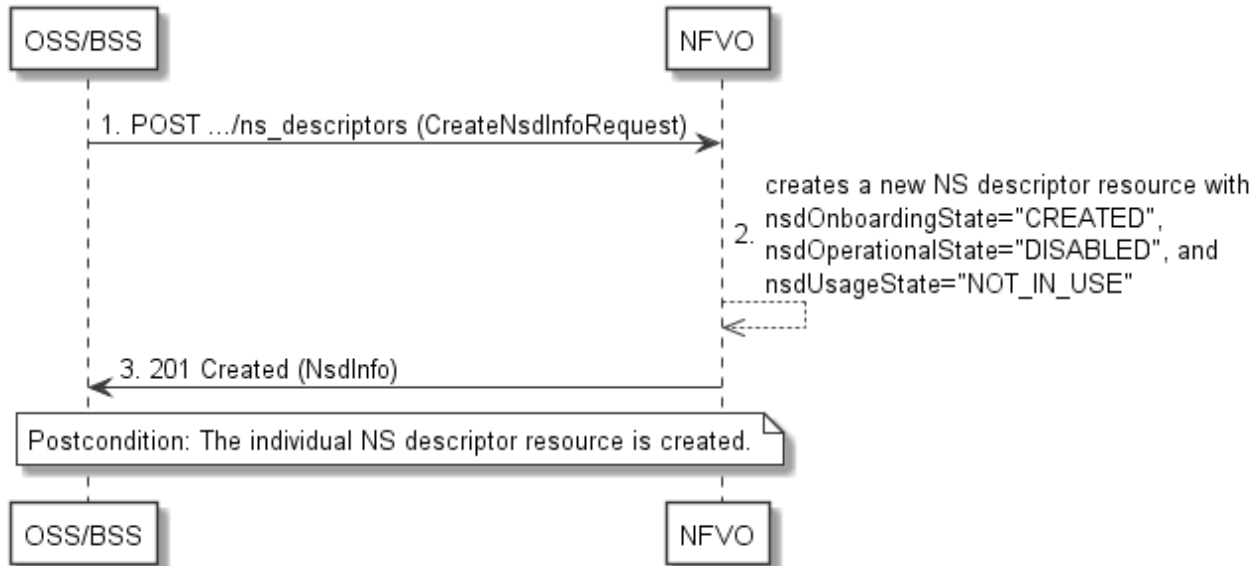 OSS/BSS
NFVO
1. POST .../ns_descriptors (CreateNsdInfoRequest)
creates a new NS descriptor resource with
nsdOnboardingState="CREATED",
2.
nsdOperationalState="DISABLED", and
nsdUsageState="NOT_IN_USE"
3. 201 Created (NsdInfo)
Postcondition: The individual NS descriptor resource is created.
OSS/BSS
NFVO